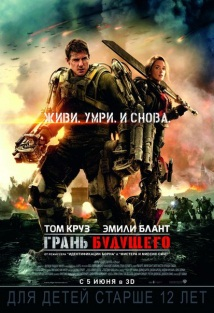 ЖИВИ. УМРИ. И СНОВА.
ТОМ КРУЗ ЭМИЛИ БЛАНТ
ГРАНЬ БУДУЩЕГО
С 5 ИЮНЯ В 3D
ДЛЯ ДЕТЕЙ СТАРШЕ 12 ЛЕТ